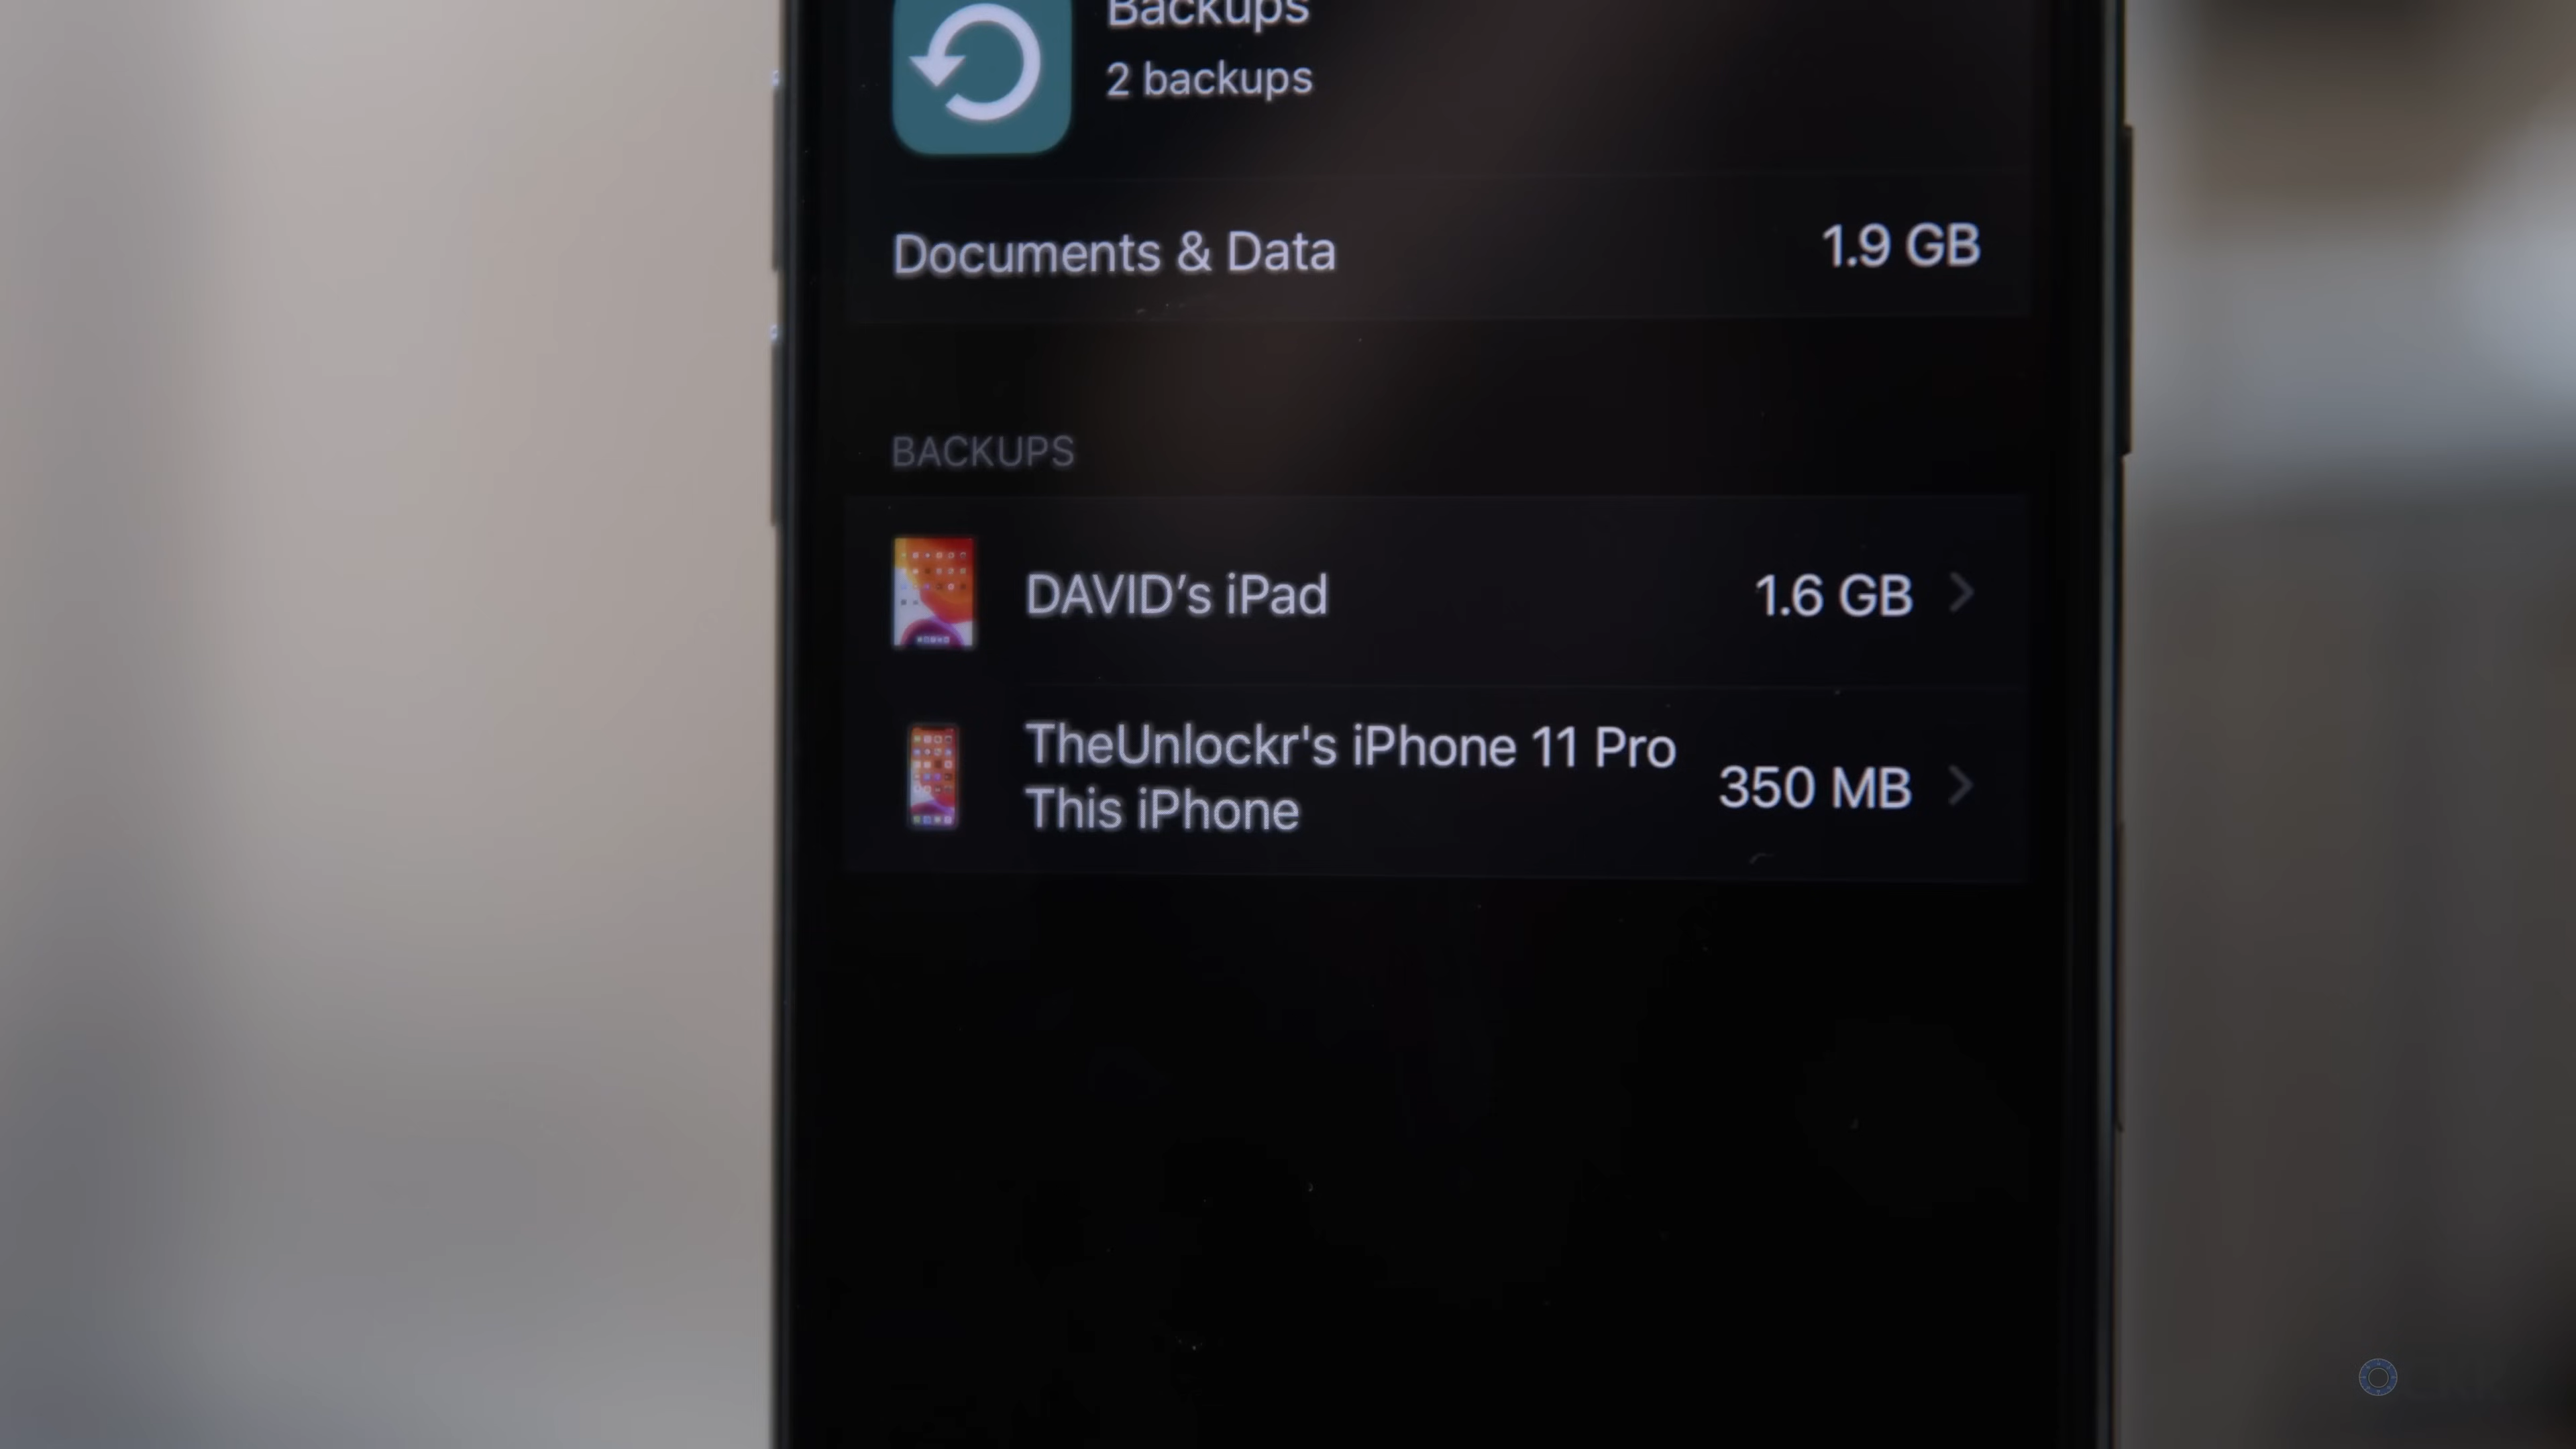 Backups
2 backups
Documents & Data 1.9 GB
BACKUPS
DAVID’s iPad 1.6 GB
TheUnlockr's iPhone 11 Pro
This iPhone 350 MB